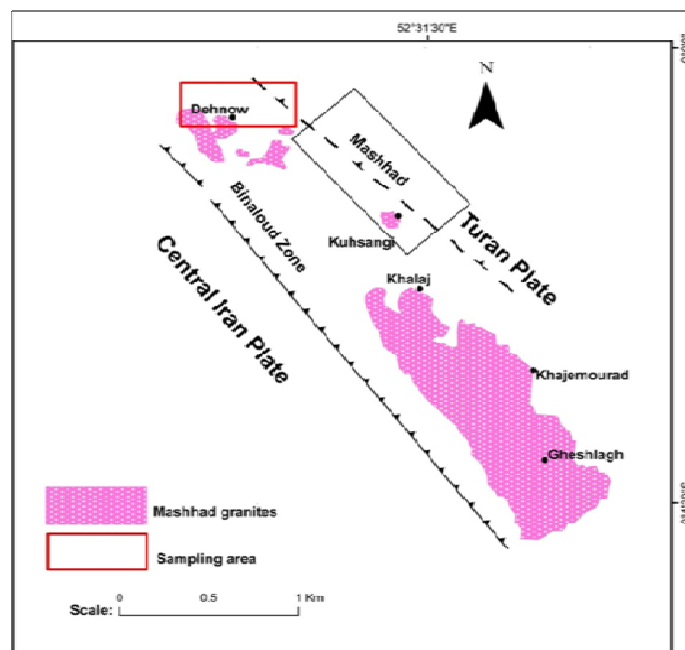 52°31'30"E
N
Dehnow
Mashhad
Binaloud Zone
Kuhsangi
Turan Plate
Khalaj
Central Iran Plate
Khajemourad
Gheshlagh
Mashhad granites
Sampling area
0 0.5 1 Km
Scale: